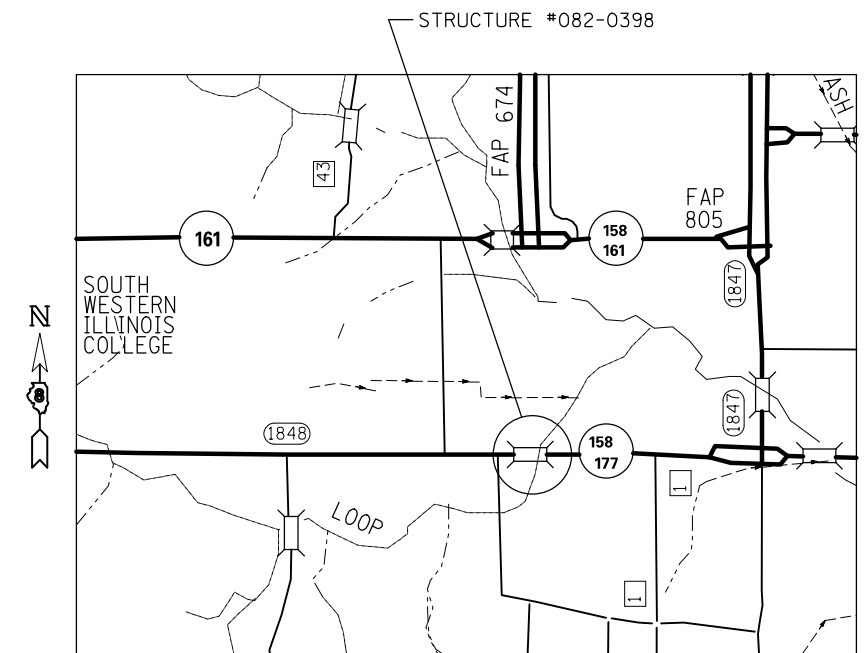 STRUCTURE #082-0398
FAP 674
ASH
43
FAP
805
161
158
161
SOUTH
WESTERN
ILLINOIS
COLLEGE
1847
N
8
1847
1848
158
177
1
LOOP
1